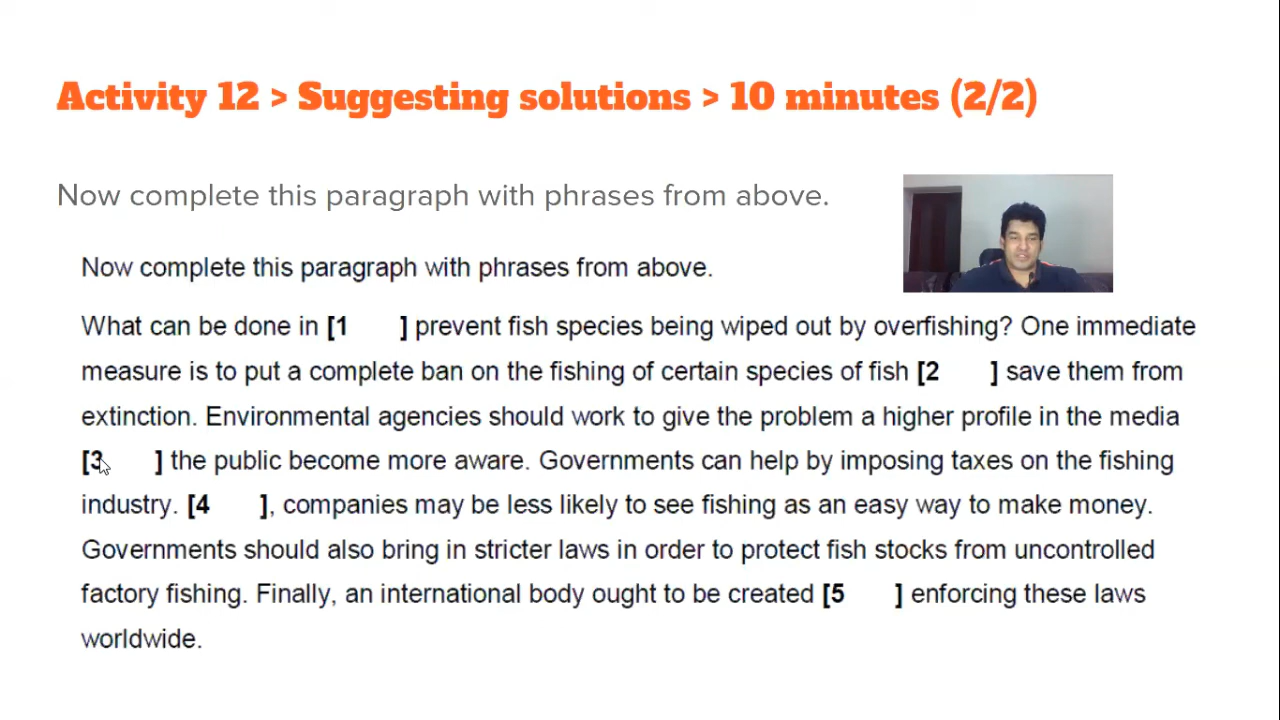 Activity 12 > Suggesting solutions > 10 minutes (2/2)
Now complete this paragraph with phrases from above.
Now complete this paragraph with phrases from above.
What can be done in [1 ] prevent fish species being wiped out by overfishing? One immediate
measure is to put a complete ban on the fishing of certain species of fish [2 ] save them from
extinction. Environmental agencies should work to give the problem a higher profile in the media
[3 ] the public become more aware. Governments can help by imposing taxes on the fishing
industry. [4 ], companies may be less likely to see fishing as an easy way to make money.
Governments should also bring in stricter laws in order to protect fish stocks from uncontrolled
factory fishing. Finally, an international body ought to be created [5 ] enforcing these laws
worldwide.